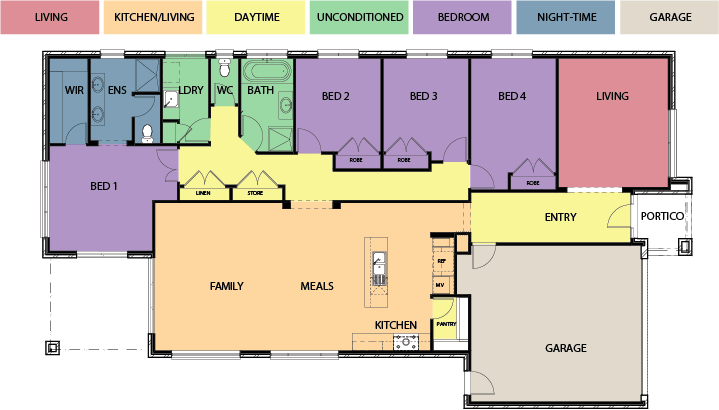 LIVING
KITCHEN/LIVING
DAYTIME
UNCONDITIONED
BEDROOM
NIGHT-TIME
GARAGE
WIR
ENS
LDRY
WC
BATH
BED 2
BED 3
BED 4
LIVING
ROBE
ROBE
ROBE
BED 1
LINEN
STORE
ENTRY
PORTICO
FAMILY
MEALS
REF
MV
KITCHEN
PANTRY
GARAGE